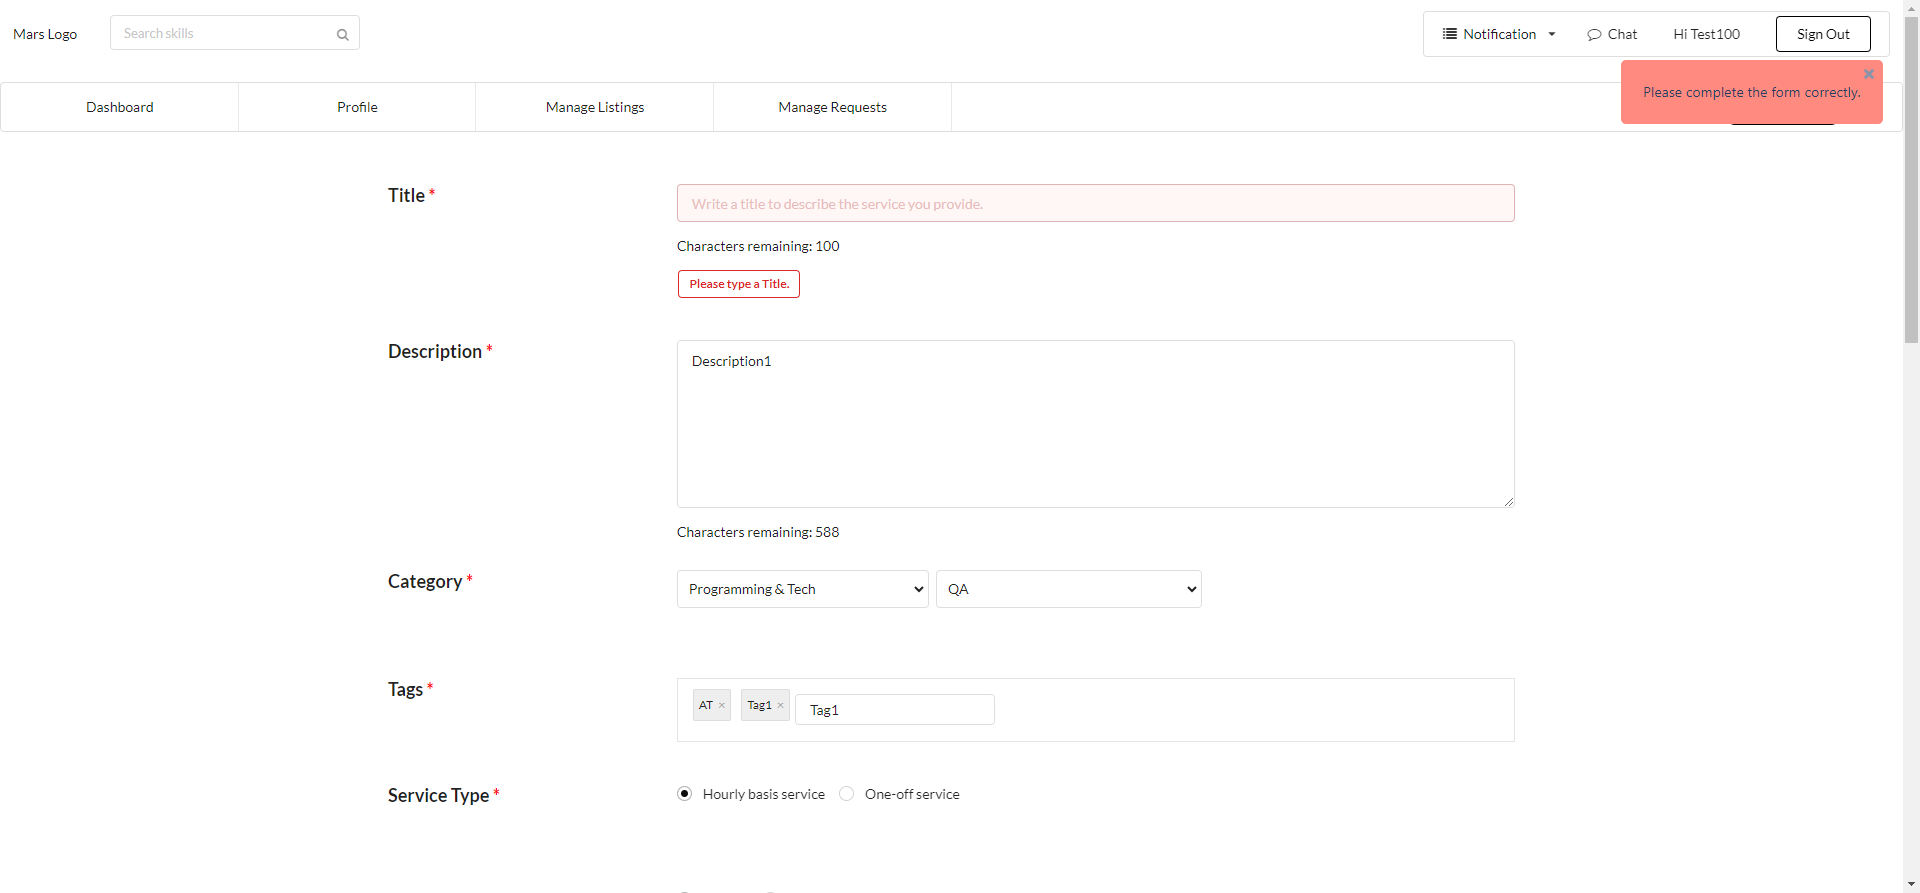 Mars Logo
Search skills
Notification
Chat
Hi Test100
Sign Out
Please complete the form correctly.
Dashboard
Profile
Manage Listings
Manage Requests
Title *
Write a title to describe the service you provide.
Characters remaining: 100
Please type a Title.
Description *
Description1
Characters remaining: 588
Category *
Programming & Tech
QA
Tags *
AT ×
Tag1 ×
Tag1
Service Type *
Hourly basis service
One-off service